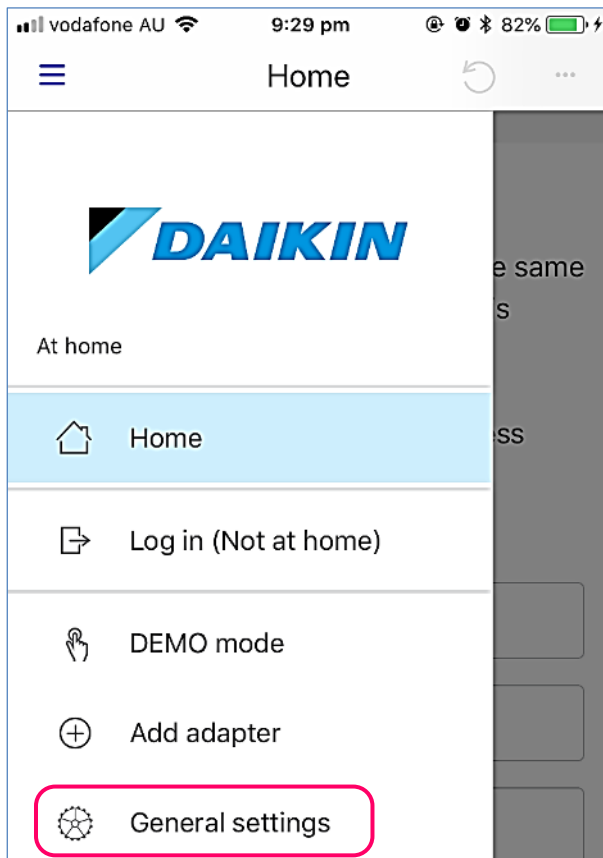 vodafone AU 9:29 pm 82%
Home
DAIKIN
e same
s
At home
Home
ess
Log in (Not at home)
DEMO mode
Add adapter
General settings